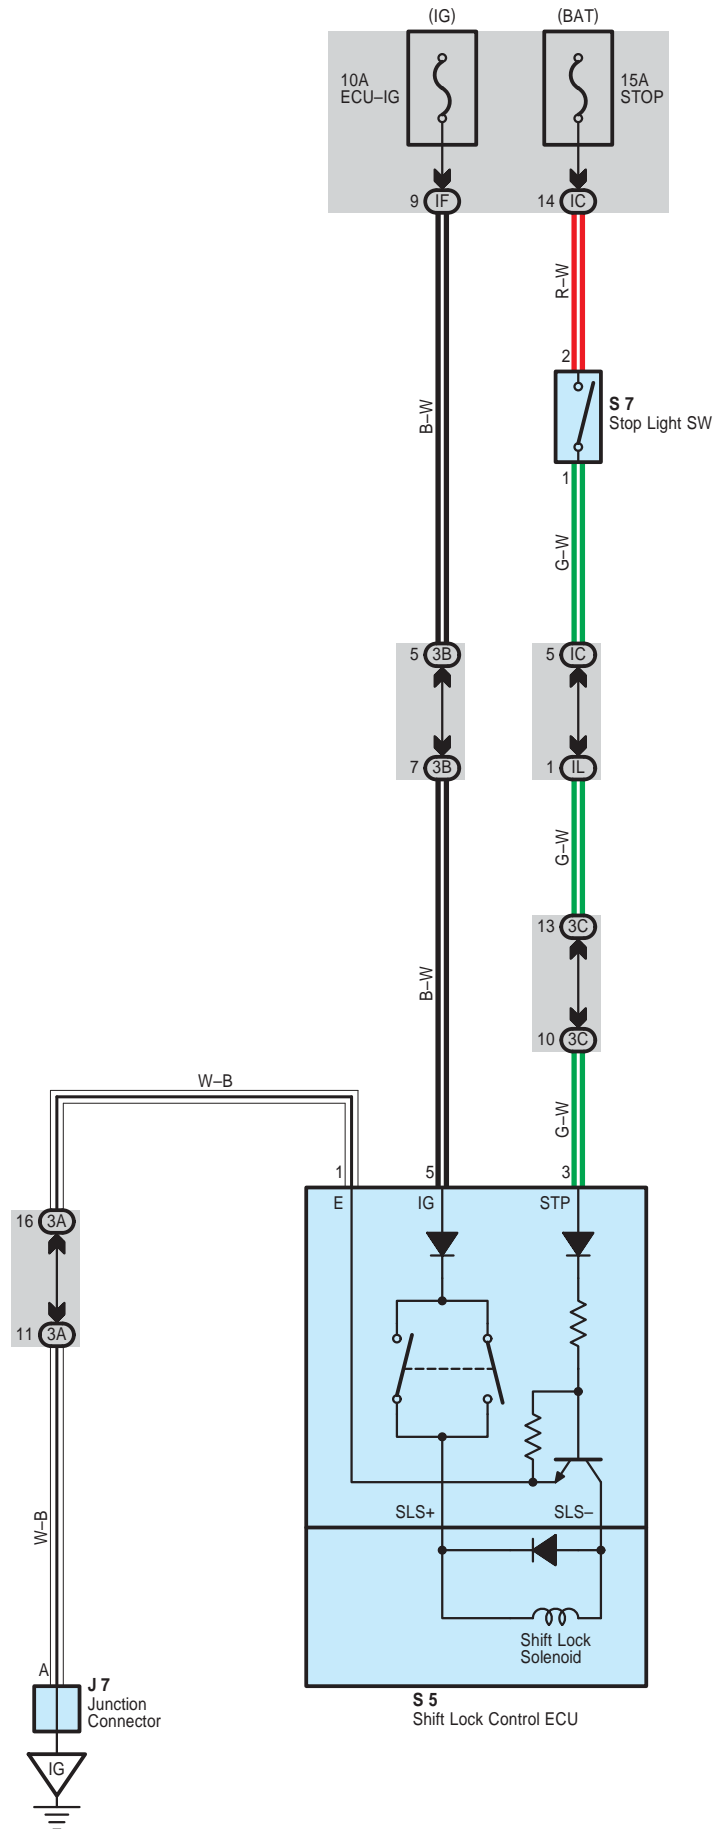 (IG)
(BAT)
10A
ECU–IG
15A
STOP
9
IF
14
IC
R–W
2
S 7
Stop Light SW
B–W
1
G–W
5
3B
5
IC
7
3B
1
IL
G–W
13
3C
B–W
10
3C
W–B
G–W
1
5
3
E
IG
STP
16
3A
11
3A
SLS+
SLS–
W–B
Shift Lock
Solenoid
A
J 7
Junction
Connector
S 5
Shift Lock Control ECU
IG